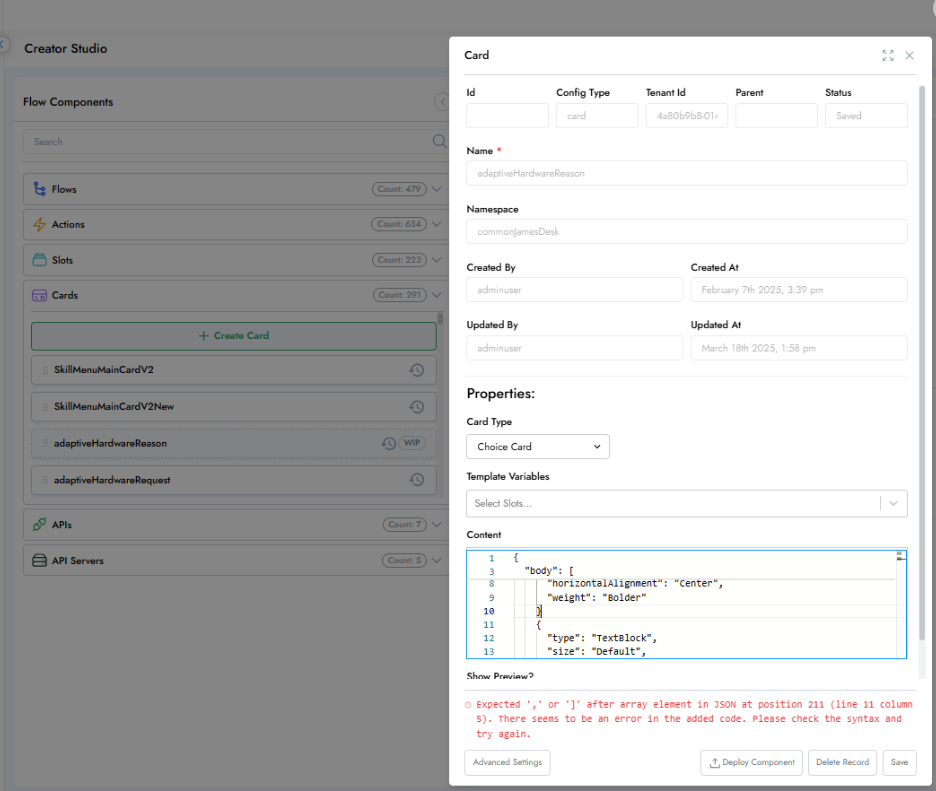 Creator Studio
Flow Components
Search
Flows Count: 479
Actions Count: 634
Slots Count: 223
Cards Count: 291
+ Create Card
SkillMenuMainCardV2
SkillMenuMainCardV2New
adaptiveHardwareReason WIP
adaptiveHardwareRequest
APIs Count: 7
API Servers Count: 5
Card
Id Config Type Tenant Id Parent Status
card 4a80b9b8-014 Saved
Name *
adaptiveHardwareReason
Namespace
commonJamesDesk
Created By Created At
adminuser February 7th 2025, 3:39 pm
Updated By Updated At
adminuser March 18th 2025, 1:58 pm
Properties:
Card Type
Choice Card
Template Variables
Select Slots...
Content
1 {
3 "body": [
8 "horizontalAlignment": "Center",
9 "weight": "Bolder"
10 }
11 {
12 "type": "TextBlock",
13 "size": "Default",
Show Preview?
Expected ',' or ']' after array element in JSON at position 211 (line 11 column
5). There seems to be an error in the added code. Please check the syntax and
try again.
Advanced Settings Deploy Component Delete Record Save